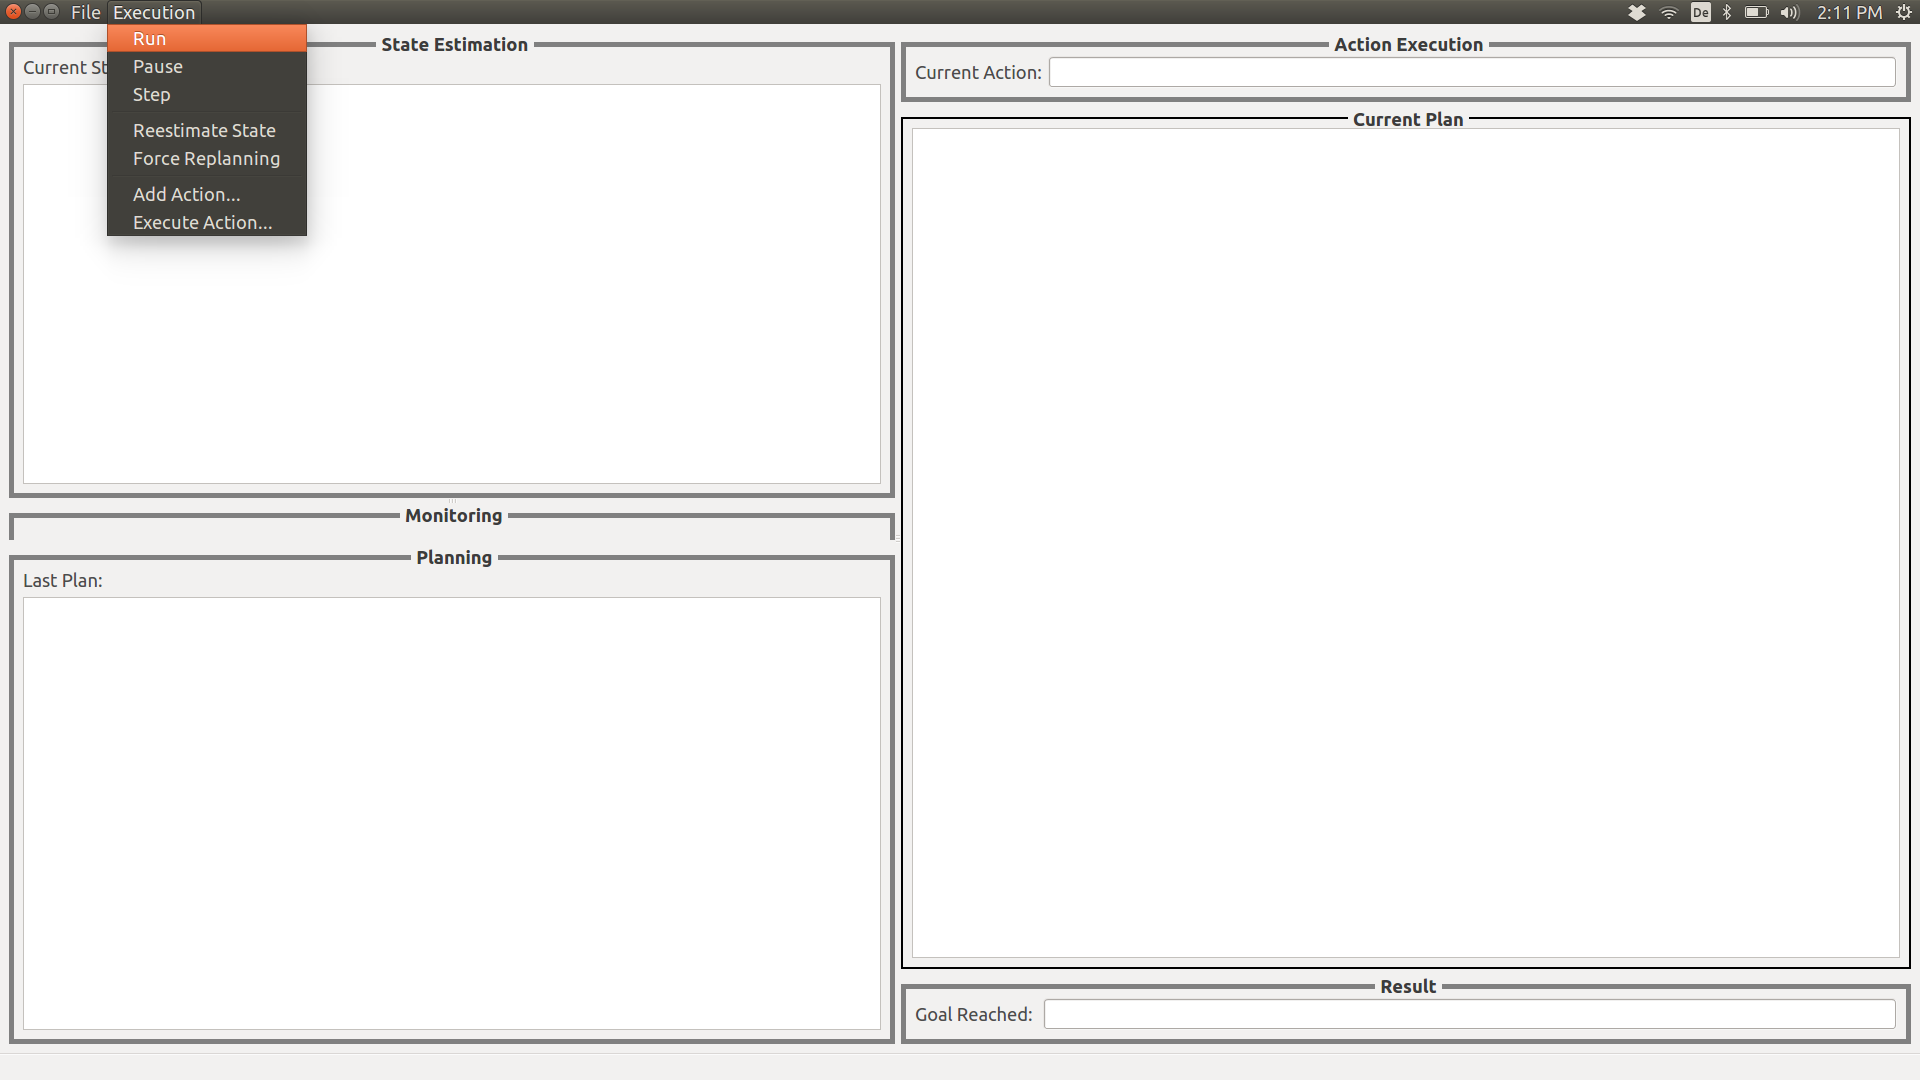 File Execution De 2:11 PM
Run
Pause
Step
Reestimate State
Force Replanning
Add Action...
Execute Action...
State Estimation
Current St
Monitoring
Planning
Last Plan:
Action Execution
Current Action:
Current Plan
Result
Goal Reached: